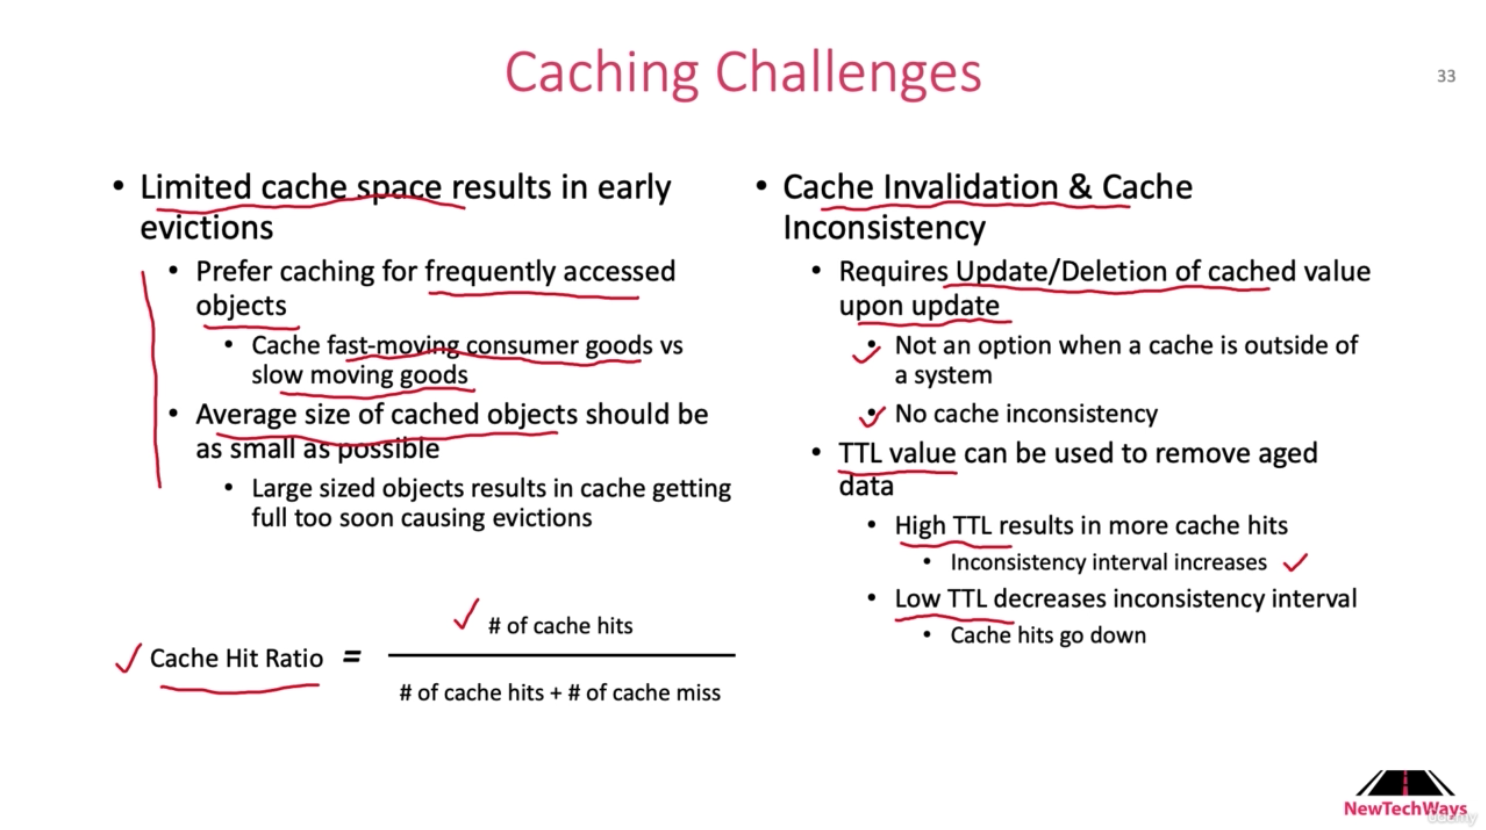 Caching Challenges
33
• Limited cache space results in early
evictions
• Prefer caching for frequently accessed
objects
• Cache fast-moving consumer goods vs
slow moving goods
• Average size of cached objects should be
as small as possible
• Large sized objects results in cache getting
full too soon causing evictions
Cache Hit Ratio =
# of cache hits
# of cache hits + # of cache miss
• Cache Invalidation & Cache
Inconsistency
• Requires Update/Deletion of cached value
upon update
• Not an option when a cache is outside of
a system
• No cache inconsistency
• TTL value can be used to remove aged
data
• High TTL results in more cache hits
• Inconsistency interval increases
• Low TTL decreases inconsistency interval
• Cache hits go down
NewTechWays
udemy